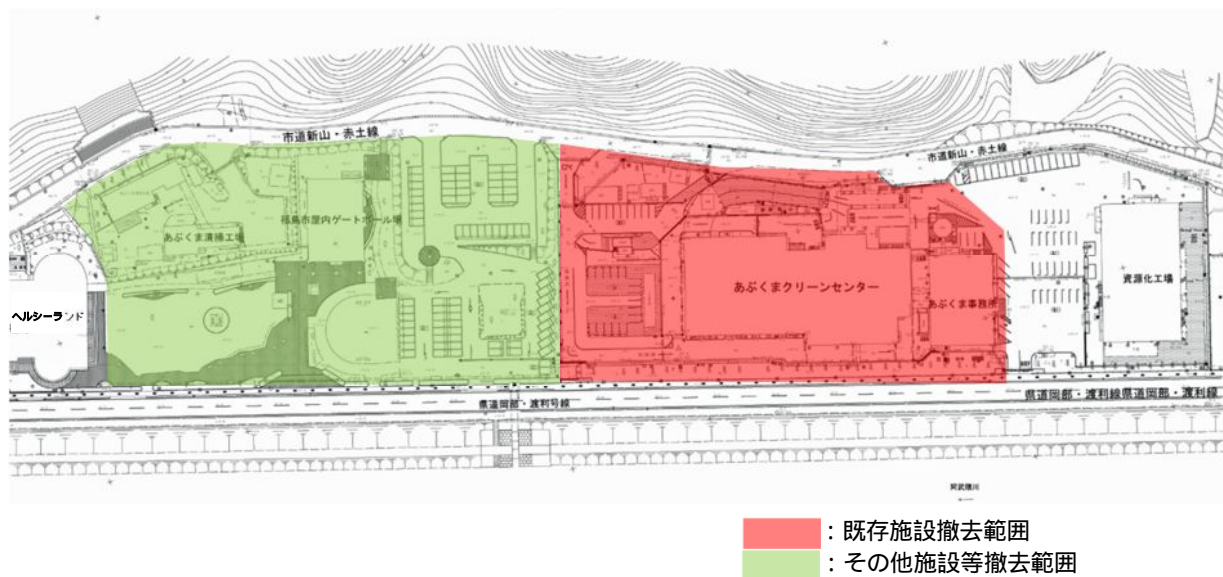 市道新山・赤土線
市道新山・赤土線
福島市屋内ゲートボール場
あぶくま清掃工場
あぶくまクリーンセンター
あぶくま事務所
資源化工場
ヘルシーランド
県道岡部・渡利線県道岡部・渡利線
県道岡部・渡利号線
阿武隈川
：既存施設撤去範囲
：その他施設等撤去範囲